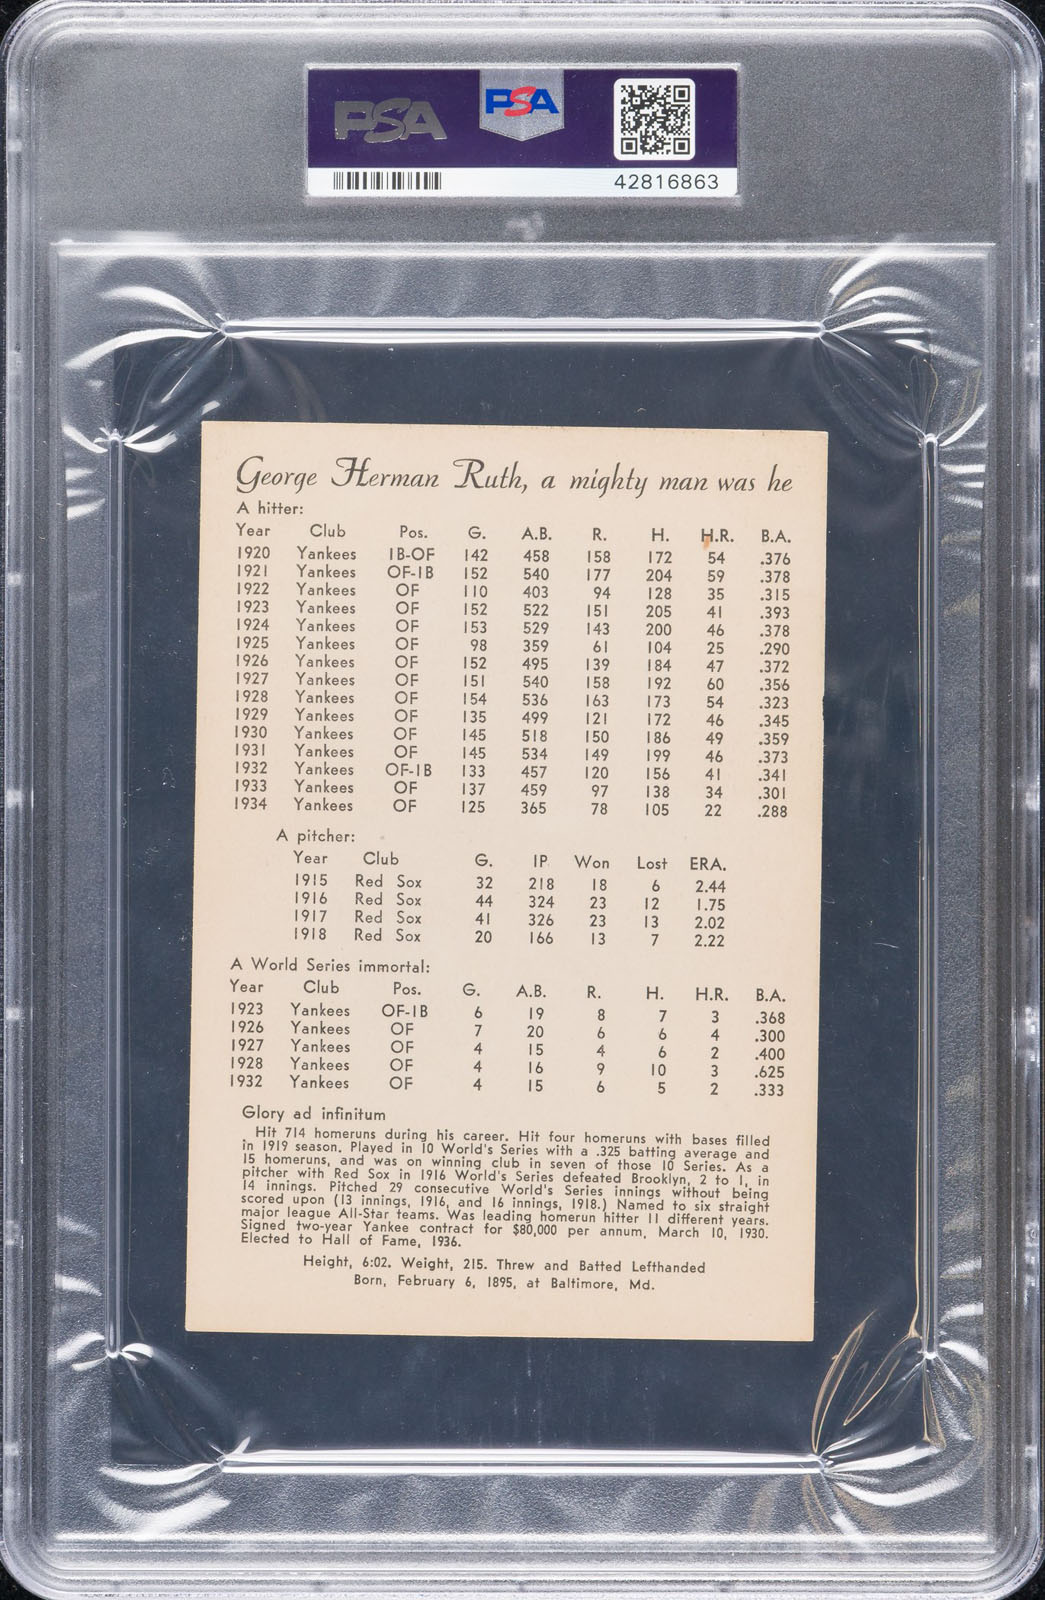 PSA PSA
42816863
George Herman Ruth, a mighty man was he
A hitter:
Year Club Pos. G. A.B. R. H. H.R. B.A.
1920 Yankees 1B-OF 142 458 158 172 54 .376
1921 Yankees OF-1B 152 540 177 204 59 .378
1922 Yankees OF 110 403 94 128 35 .315
1923 Yankees OF 152 522 151 205 41 .393
1924 Yankees OF 153 529 143 200 46 .378
1925 Yankees OF 98 359 61 104 25 .290
1926 Yankees OF 152 495 139 184 47 .372
1927 Yankees OF 151 540 158 192 60 .356
1928 Yankees OF 154 536 163 173 54 .323
1929 Yankees OF 135 499 121 172 46 .345
1930 Yankees OF 145 518 150 186 49 .359
1931 Yankees OF 145 534 149 199 46 .373
1932 Yankees OF-1B 133 457 120 156 41 .341
1933 Yankees OF 137 459 97 138 34 .301
1934 Yankees OF 125 365 78 105 22 .288
A pitcher:
Year Club G. IP Won Lost ERA.
1915 Red Sox 32 218 18 6 2.44
1916 Red Sox 44 324 23 12 1.75
1917 Red Sox 41 326 23 13 2.02
1918 Red Sox 20 166 13 7 2.22
A World Series immortal:
Year Club Pos. G. A.B. R. H. H.R. B.A.
1923 Yankees OF-1B 6 19 8 7 3 .368
1926 Yankees OF 7 20 6 6 4 .300
1927 Yankees OF 4 15 4 6 2 .400
1928 Yankees OF 4 16 9 10 3 .625
1932 Yankees OF 4 15 6 5 2 .333
Glory ad infinitum
Hit 714 homeruns during his career. Hit four homeruns with bases filled
in 1919 season. Played in 10 World's Series with a .325 batting average and
15 homeruns, and was on winning club in seven of those 10 Series. As a
pitcher with Red Sox in 1916 World's Series defeated Brooklyn, 2 to 1, in
14 innings. Pitched 29 consecutive World's Series innings without being
scored upon (13 innings, 1916, and 16 innings, 1918.) Named to six straight
major league All-Star teams. Was leading homerun hitter 11 different years.
Signed two-year Yankee contract for $80,000 per annum, March 10, 1930.
Elected to Hall of Fame, 1936.
Height, 6:02. Weight, 215. Threw and Batted Lefthanded
Born, February 6, 1895, at Baltimore, Md.